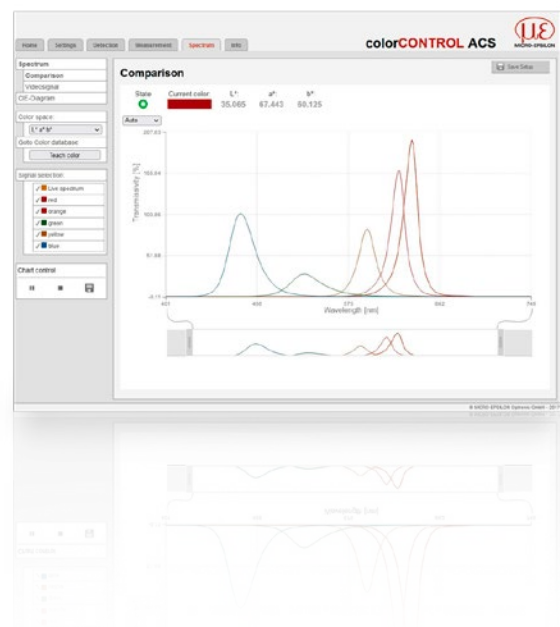 Home Settings Detection Measurement Spectrum Info
colorCONTROL ACS
MICRO-EPSILON
Spectrum
Comparison
Videosignal
CIE-Diagram
Color space:
L* a* b*
Goto Color database:
Teach color
Signal selection:
Live spectrum
red
orange
green
yellow
blue
Chart control
Comparison
Save Setup
State Current color: L*: a*: b*:
35.065 67.443 60.125
Auto
Transmissivity [%]
Wavelength [nm]